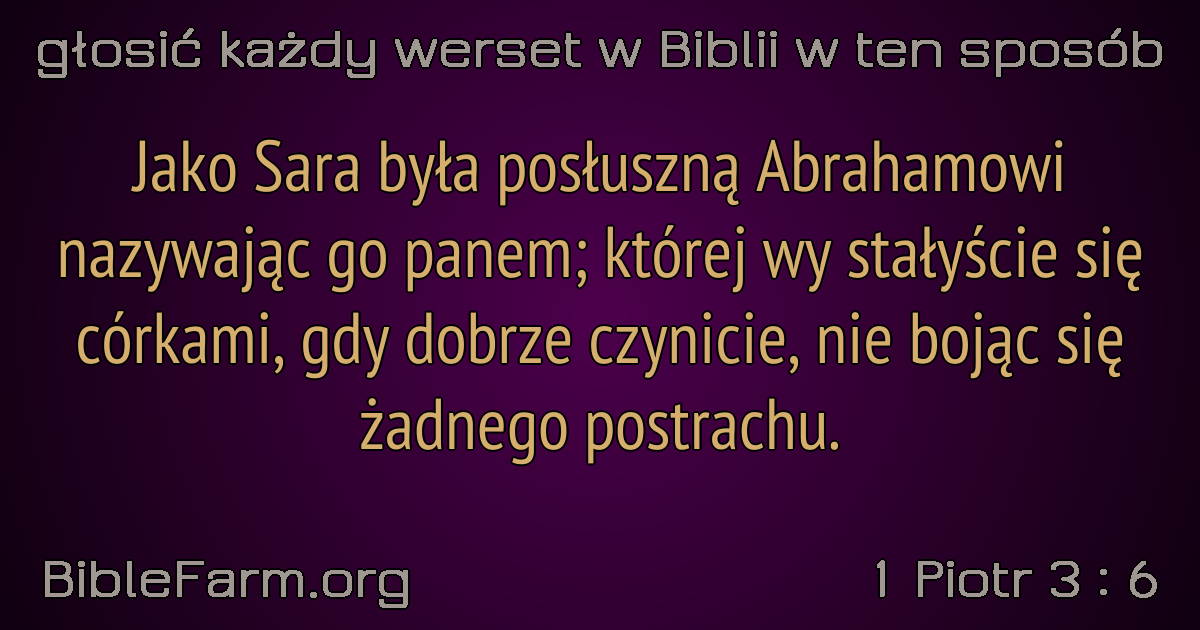 głosić każdy werset w Biblii w ten sposób
Jako Sara była posłuszną Abrahamowi
nazywając go panem; której wy stałyście się
córkami, gdy dobrze czynicie, nie bojąc się
żadnego postrachu.
BibleFarm.org
1 Piotr 3 : 6